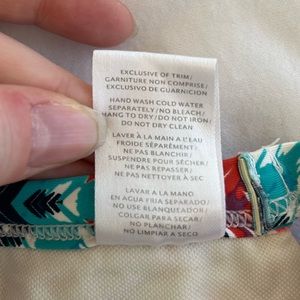 EXCLUSIVE OF TRIM/
GARNITURE NON COMPRISE/
EXCLUSIVO DE GUARNICION
HAND WASH COLD WATER
SEPARATELY/ NO BLEACH/
HANG TO DRY/ DO NOT IRON/
DO NOT DRY CLEAN
LAVER À LA MAIN A L'EAU
FROIDE SÉPARÉMENT/
NE PAS BLANCHIR/
SUSPENDRE POUR SÉCHER/
NE PAS REPASSER/
NE PAS NETTOYER À SEC
LAVAR A LA MANO
EN AGUA FRIA SEPARADO/
NO USE BLANQUEADOR/
COLGAR PARA SECAR/
NO PLANCHAR/
NO LIMPIAR A SECO